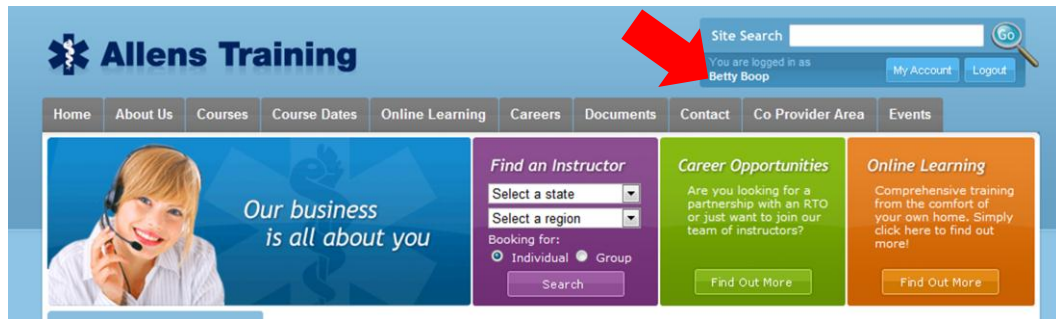 Allens Training
Site Search
Go
You are logged in as
Betty Boop
My Account
Logout
Home
About Us
Courses
Course Dates
Online Learning
Careers
Documents
Contact
Co Provider Area
Events
Our business
is all about you
Find an Instructor
Select a state
Select a region
Booking for:
Individual
Group
Search
Career Opportunities
Are you looking for a
partnership with an RTO
or just want to join our
team of instructors?
Find Out More
Online Learning
Comprehensive training
from the comfort of
your own home. Simply
click here to find out
more!
Find Out More